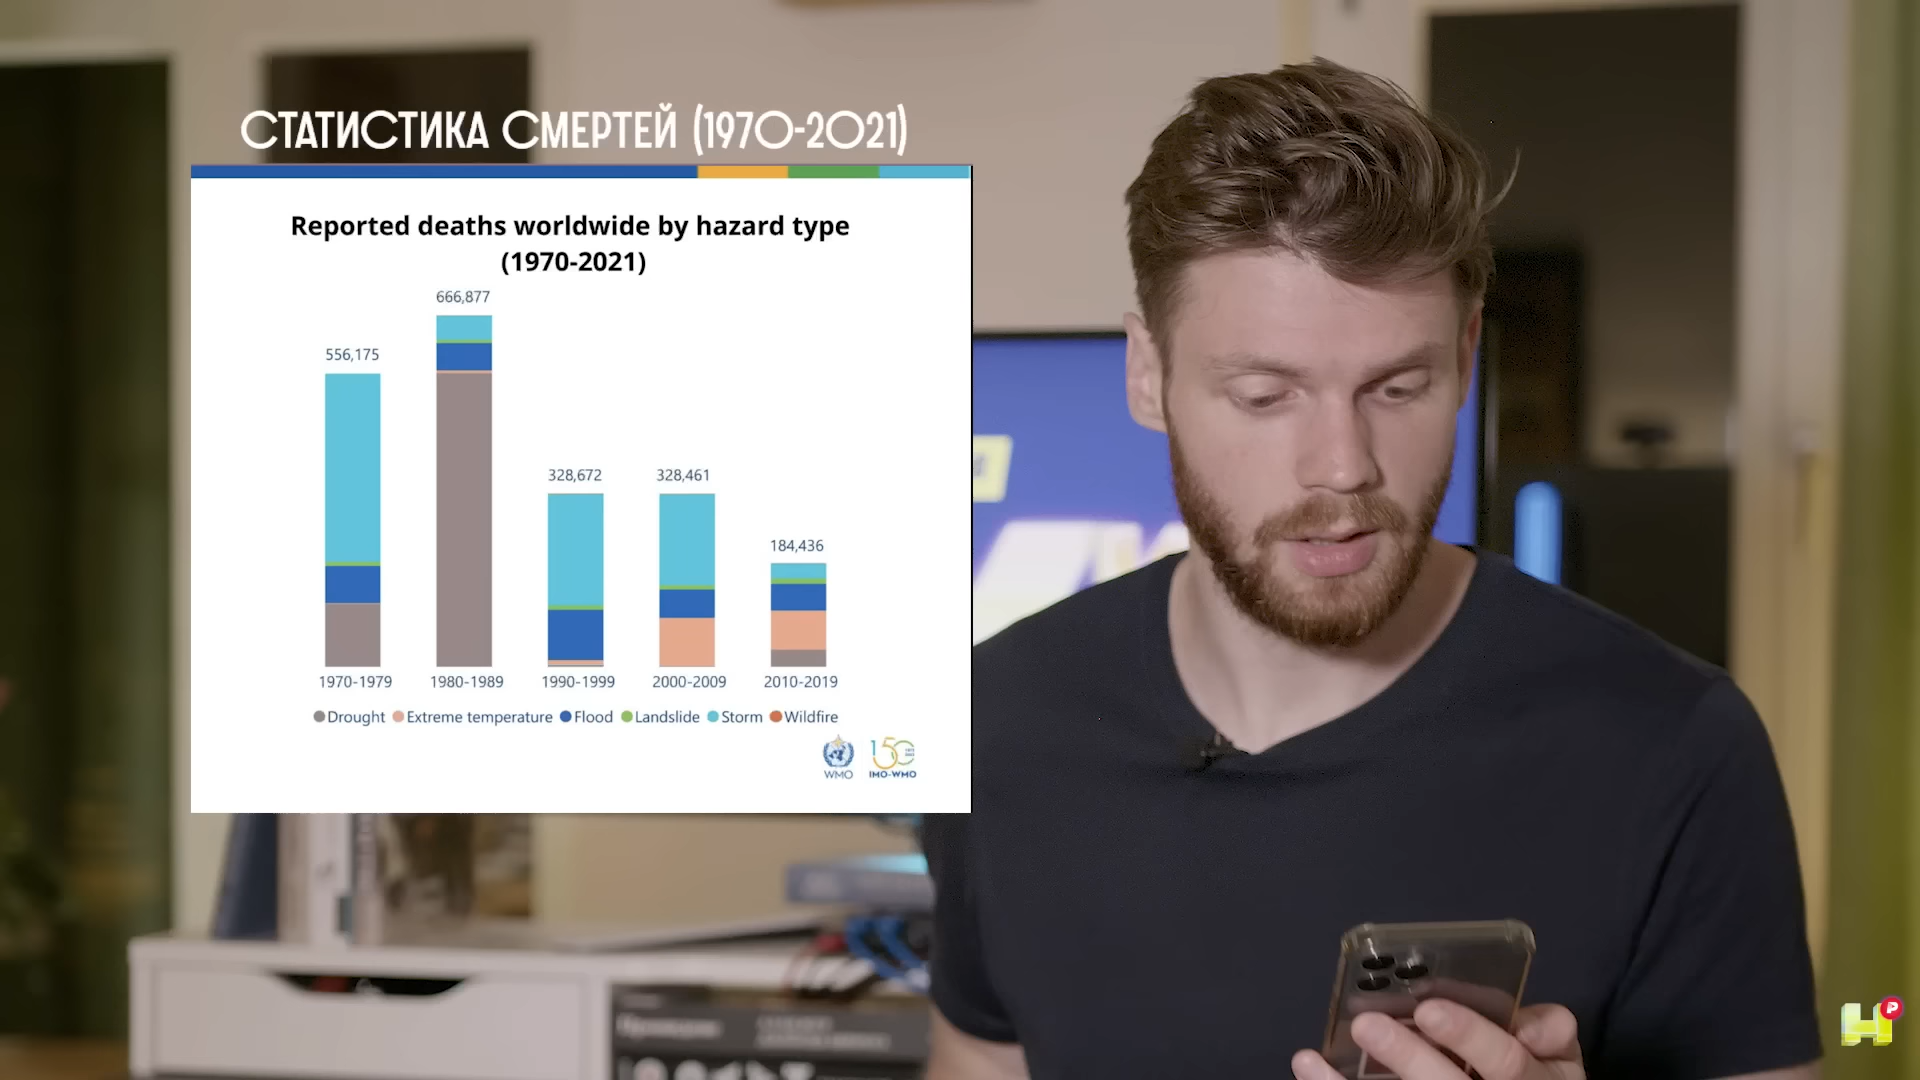 СТАТИСТИКА СМЕРТЕЙ (1970-2021)
Reported deaths worldwide by hazard type
(1970-2021)
666,877
556,175
328,672
328,461
184,436
1970-1979
1980-1989
1990-1999
2000-2009
2010-2019
Drought Extreme temperature Flood Landslide Storm Wildfire
WMO
150
IMO-WMO
H
P